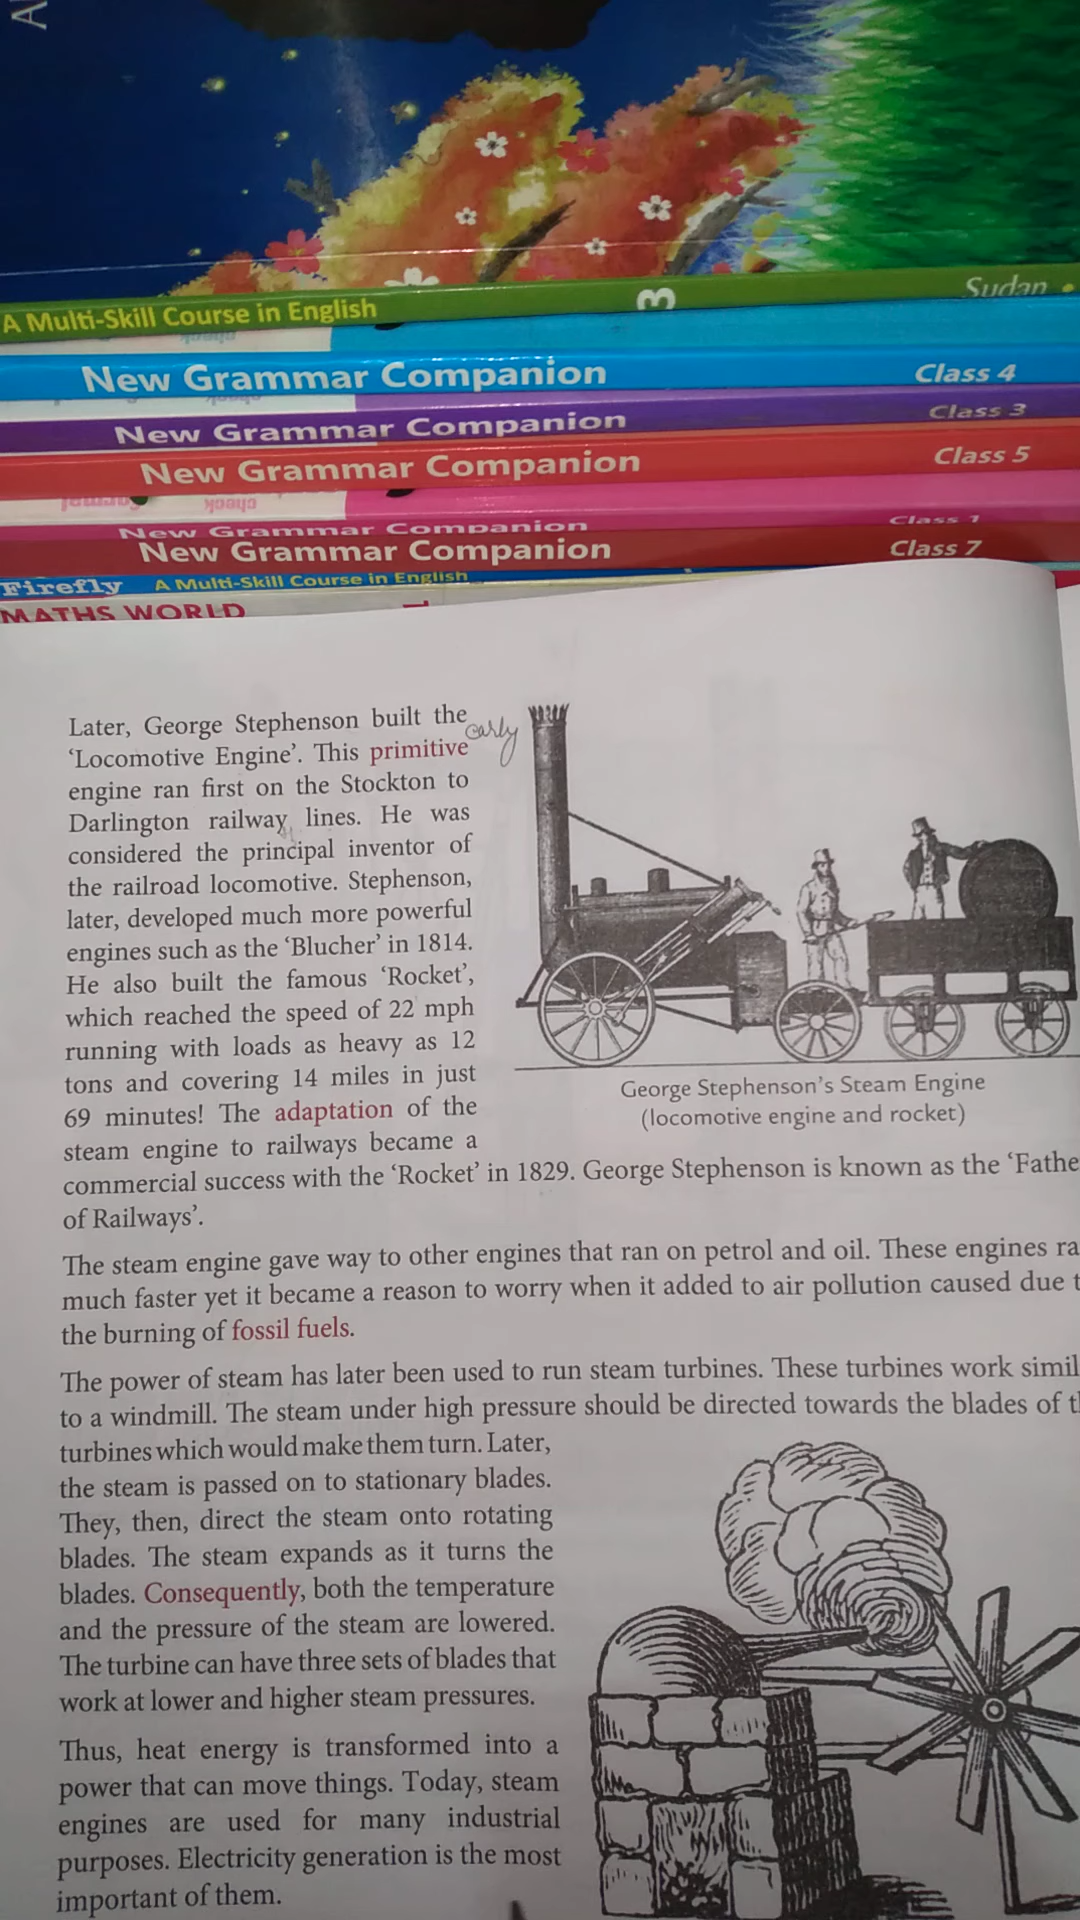 A
A Multi-Skill Course in English 3 Sudan
New Grammar Companion Class 4
New Grammar Companion Class 3
New Grammar Companion Class 5
check
New Grammar Companion Class 1
New Grammar Companion Class 7
Firefly A Multi-Skill Course in English
MATHS WORLD
Later, George Stephenson built the
early
‘Locomotive Engine’. This primitive
engine ran first on the Stockton to
Darlington railway lines. He was
considered the principal inventor of
the railroad locomotive. Stephenson,
later, developed much more powerful
engines such as the ‘Blucher’ in 1814.
He also built the famous ‘Rocket’,
which reached the speed of 22 mph
running with loads as heavy as 12
tons and covering 14 miles in just
69 minutes! The adaptation of the
steam engine to railways became a
commercial success with the ‘Rocket’ in 1829. George Stephenson is known as the ‘Fathe
of Railways’.
George Stephenson’s Steam Engine
(locomotive engine and rocket)
The steam engine gave way to other engines that ran on petrol and oil. These engines ra
much faster yet it became a reason to worry when it added to air pollution caused due t
the burning of fossil fuels.
The power of steam has later been used to run steam turbines. These turbines work simil
to a windmill. The steam under high pressure should be directed towards the blades of th
turbines which would make them turn. Later,
the steam is passed on to stationary blades.
They, then, direct the steam onto rotating
blades. The steam expands as it turns the
blades. Consequently, both the temperature
and the pressure of the steam are lowered.
The turbine can have three sets of blades that
work at lower and higher steam pressures.
Thus, heat energy is transformed into a
power that can move things. Today, steam
engines are used for many industrial
purposes. Electricity generation is the most
important of them.